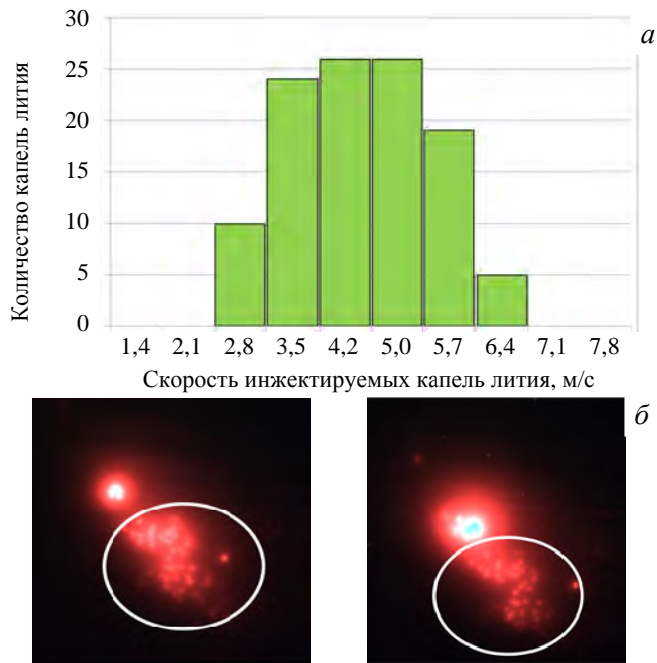 30
а
25
20
15
10
5
0
Количество капель лития
1,4 2,1 2,8 3,5 4,2 5,0 5,7 6,4 7,1 7,8
Скорость инжектируемых капель лития, м/с
б